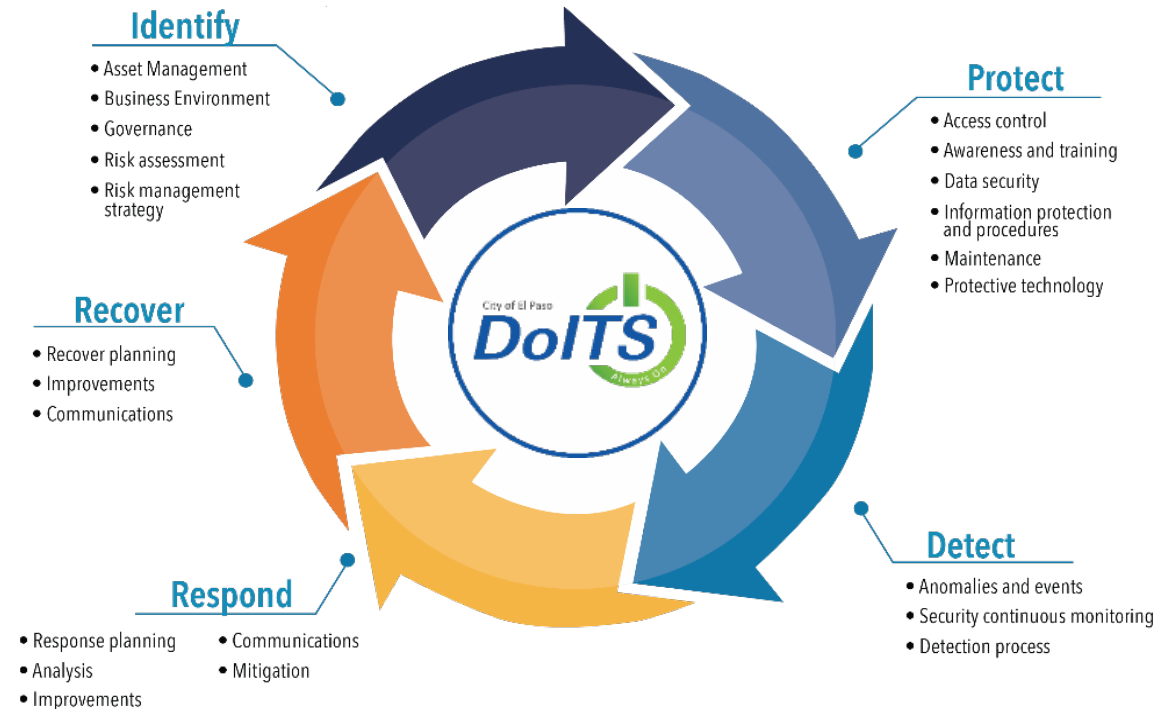 Identify
• Asset Management
• Business Environment
• Governance
• Risk assessment
• Risk management
strategy
Protect
• Access control
• Awareness and training
• Data security
• Information protection
and procedures
• Maintenance
• Protective technology
City of El Paso
DoITS
Always On
Recover
• Recover planning
• Improvements
• Communications
Detect
• Anomalies and events
• Security continuous monitoring
• Detection process
Respond
• Response planning
• Analysis
• Improvements
• Communications
• Mitigation